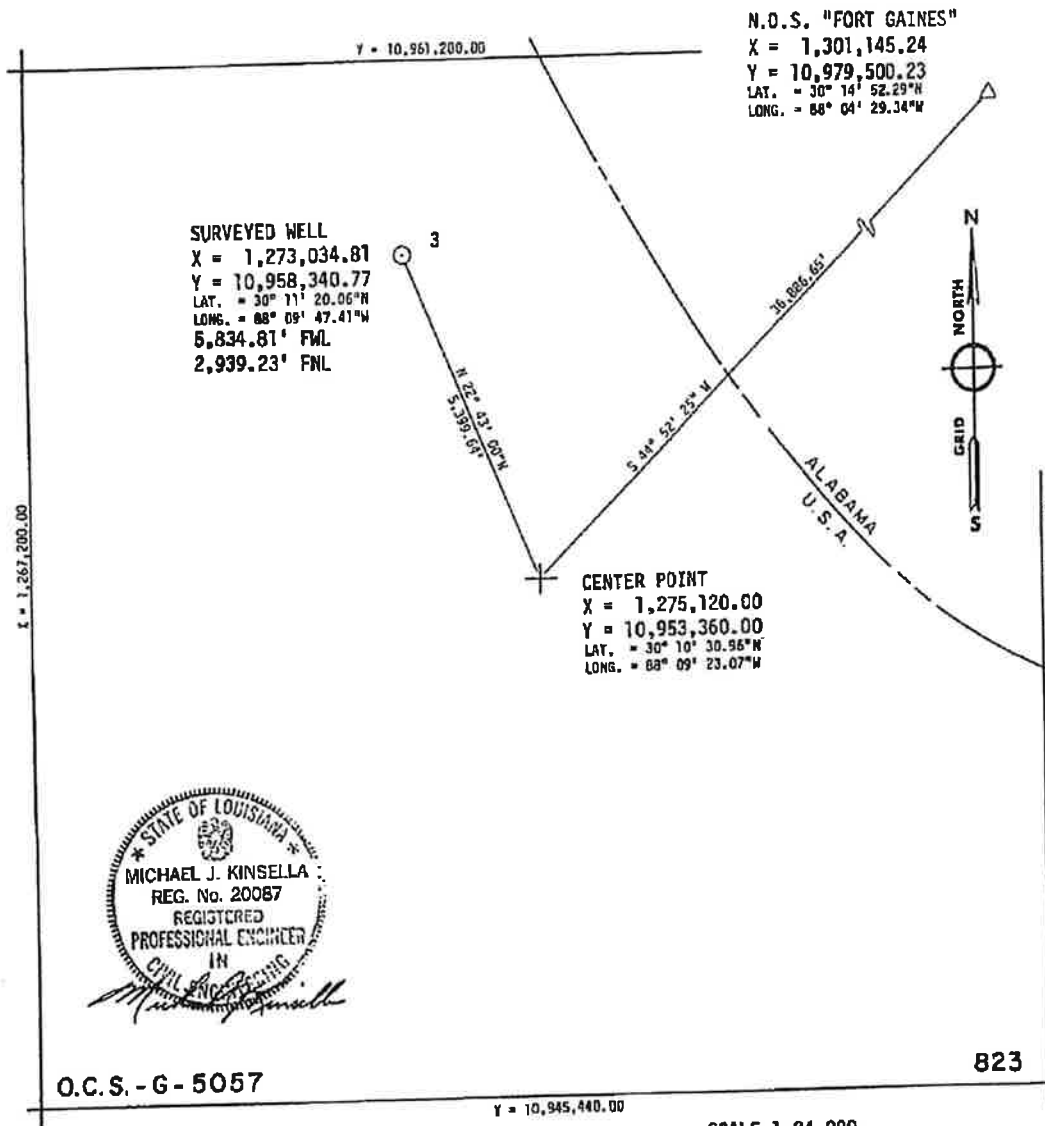 N.O.S. "FORT GAINES"
X = 1,301,145.24
Y = 10,979,500.23
LAT. = 30° 14' 52.29"N
LONG. = 88° 04' 29.34"W
Y = 10,961,200.00
SURVEYED WELL
X = 1,273,034.81
Y = 10,958,340.77
LAT. = 30° 11' 20.06"N
LONG. = 88° 09' 47.41"W
5,834.81' FWL
2,939.23' FNL
3
N 22° 43' 00"W
5,399.64'
36,886.65'
S 44° 52' 25" W
N
NORTH
GRID
S
ALABAMA
U.S.A.
X = 1,267,200.00
CENTER POINT
X = 1,275,120.00
Y = 10,953,360.00
LAT. = 30° 10' 30.96"N
LONG. = 88° 09' 23.07"W
* STATE OF LOUISIANA *
MICHAEL J. KINSELLA
REG. No. 20087
REGISTERED
PROFESSIONAL ENGINEER
IN
CIVIL ENGINEERING
O.C.S.-G-5057
823
Y = 10,945,440.00